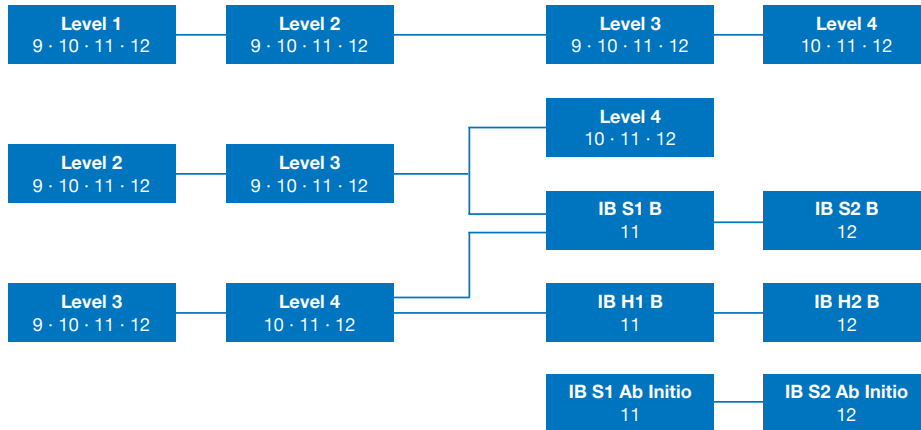 Level 1
9 · 10 · 11 · 12
Level 2
9 · 10 · 11 · 12
Level 3
9 · 10 · 11 · 12
Level 4
10 · 11 · 12
Level 4
10 · 11 · 12
Level 2
9 · 10 · 11 · 12
Level 3
9 · 10 · 11 · 12
IB S1 B
11
IB S2 B
12
Level 3
9 · 10 · 11 · 12
Level 4
10 · 11 · 12
IB H1 B
11
IB H2 B
12
IB S1 Ab Initio
11
IB S2 Ab Initio
12